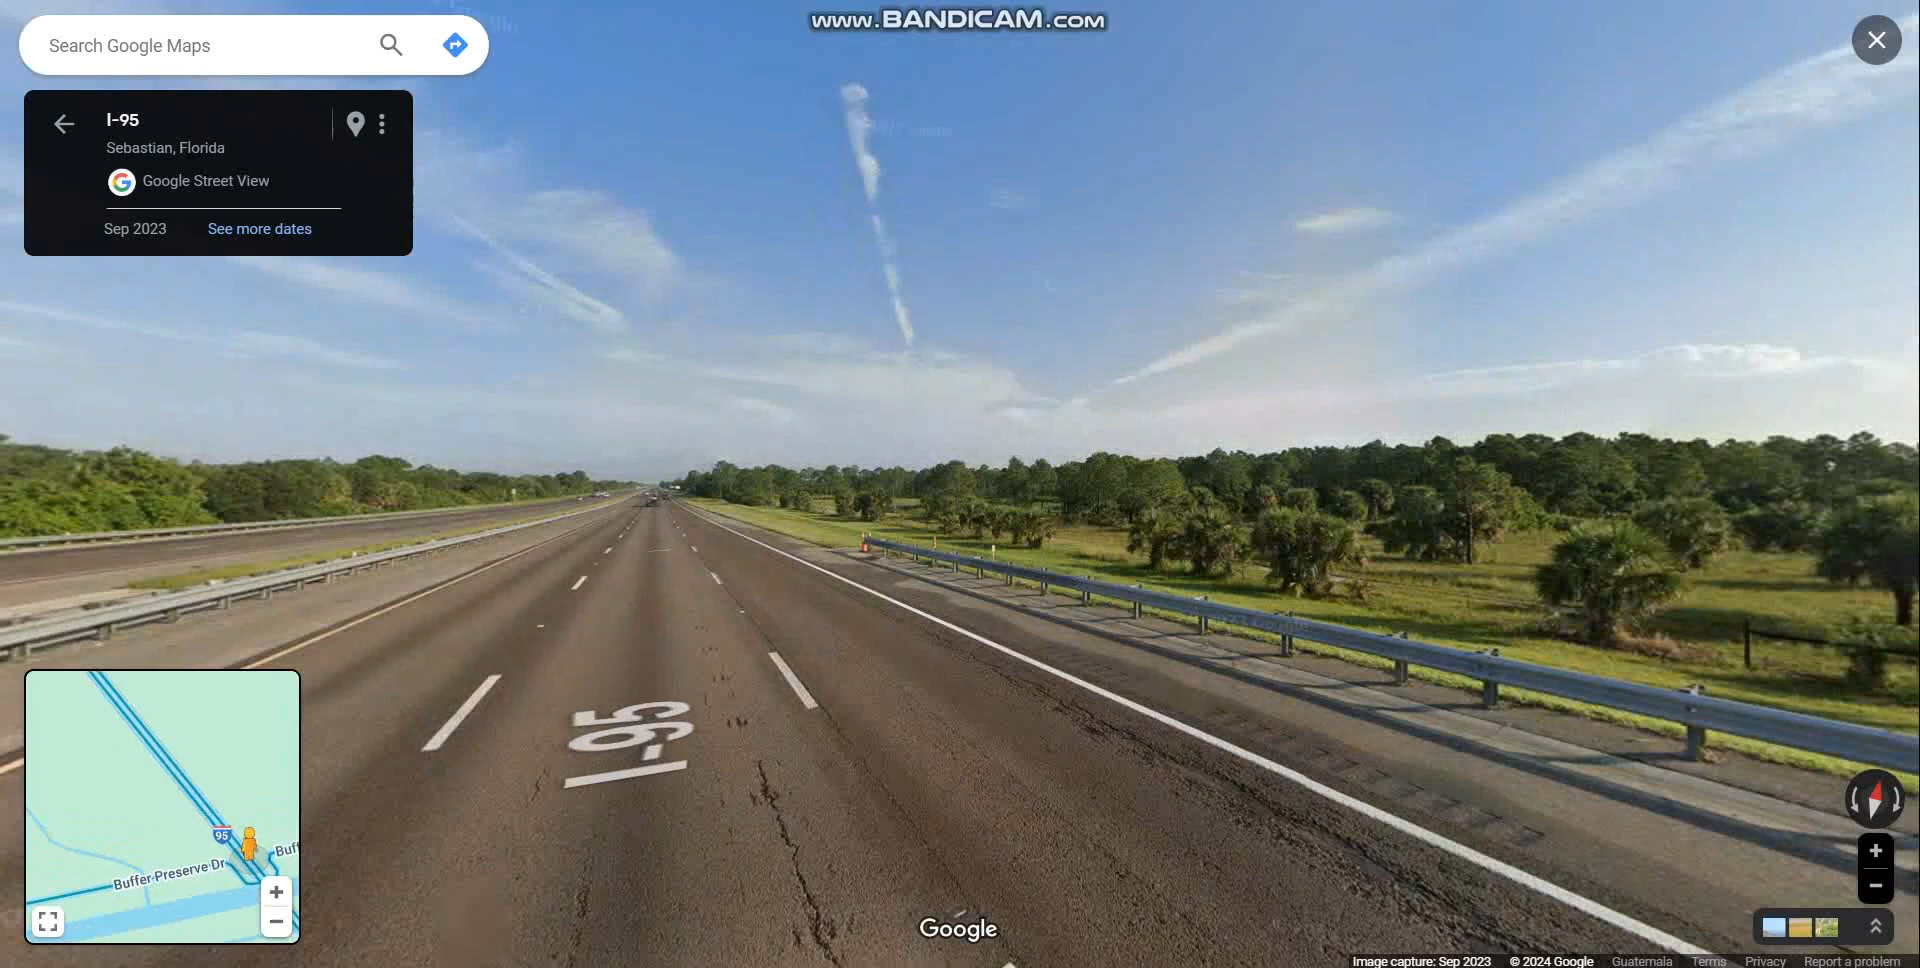 www.BANDICAM.COM
Search Google Maps
I-95
Sebastian, Florida
Google Street View
Sep 2023
See more dates
I-95
95
Buff
Buffer Preserve Dr
Google
Image capture: Sep 2023 © 2024 Google Guatemala Terms Privacy Report a problem